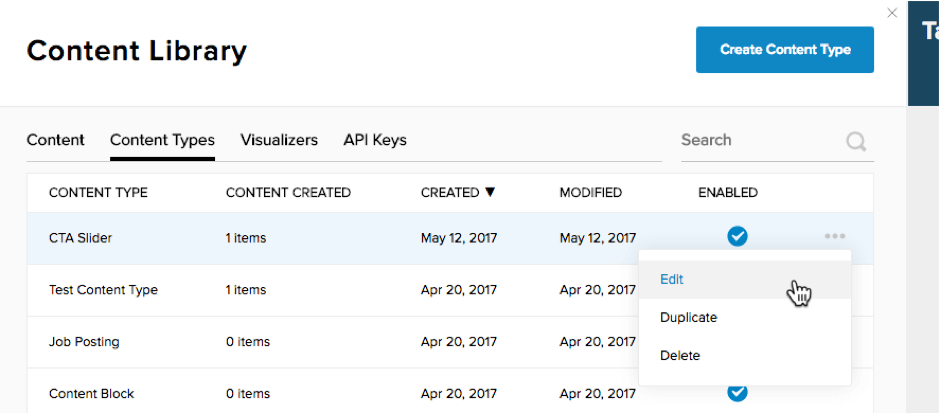 Content Library
Create Content Type
Content Content Types Visualizers API Keys Search
CONTENT TYPE CONTENT CREATED CREATED ▼ MODIFIED ENABLED
CTA Slider 1 items May 12, 2017 May 12, 2017
Edit
Test Content Type 1 items Apr 20, 2017 Apr 20, 2017
Duplicate
Job Posting 0 items Apr 20, 2017 Apr 20, 2017
Delete
Content Block 0 items Apr 20, 2017 Apr 20, 2017